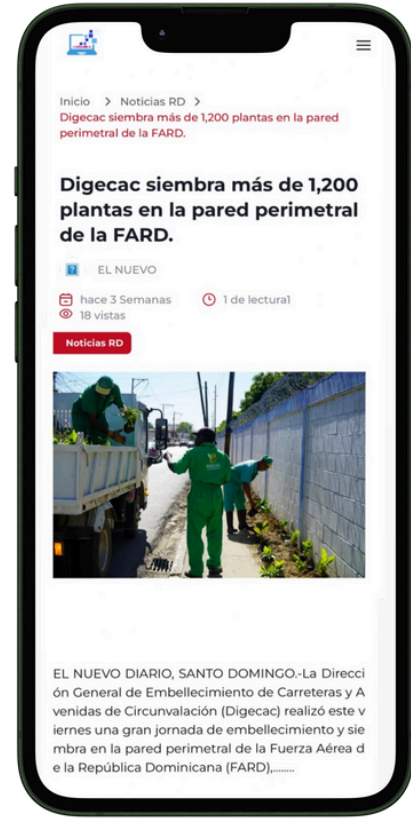 Inicio > Noticias RD >
Digecac siembra más de 1,200 plantas en la pared
perimetral de la FARD.
Digecac siembra más de 1,200
plantas en la pared perimetral
de la FARD.
EL NUEVO
hace 3 Semanas 1 de lectura1
18 vistas
Noticias RD
EL NUEVO DIARIO, SANTO DOMINGO.-La Direcci
ón General de Embellecimiento de Carreteras y A
venidas de Circunvalación (Digecac) realizó este v
iernes una gran jornada de embellecimiento y sie
mbra en la pared perimetral de la Fuerza Aérea d
e la República Dominicana (FARD),........